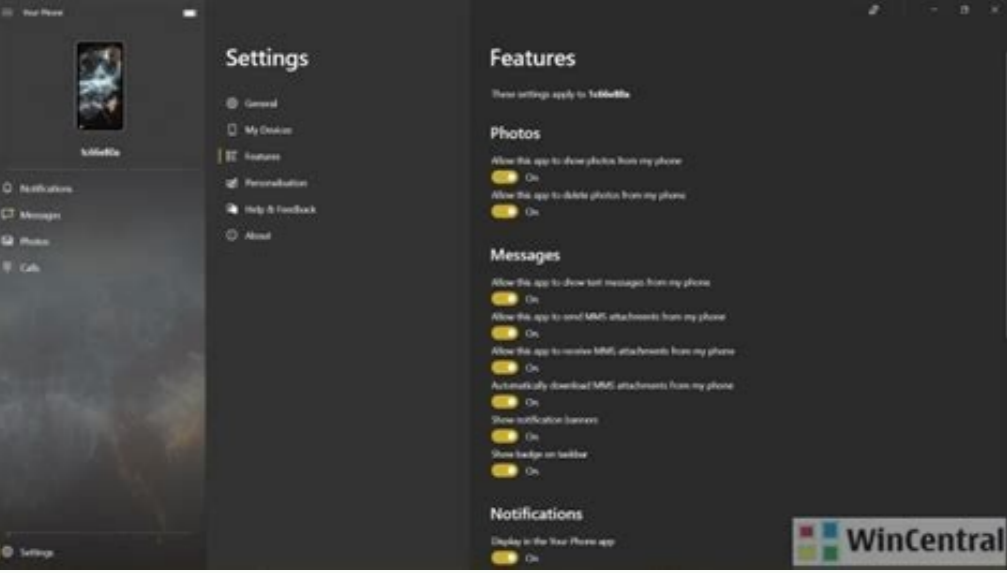 Your Phone
Notifications
Messages
Photos
Calls
Settings
Settings
General
My Devices
Features
Personalisation
Help & Feedback
About
Features
These settings apply to
Photos
Allow this app to show photos from my phone
On
Allow this app to delete photos from my phone
On
Messages
Allow this app to show text messages from my phone
On
Allow this app to send MMS attachments from my phone
On
Allow this app to receive MMS attachments from my phone
On
Automatically download MMS attachments from my phone
On
Show notification banners
On
Show badge on taskbar
On
Notifications
Display in the Your Phone app
On
WinCentral